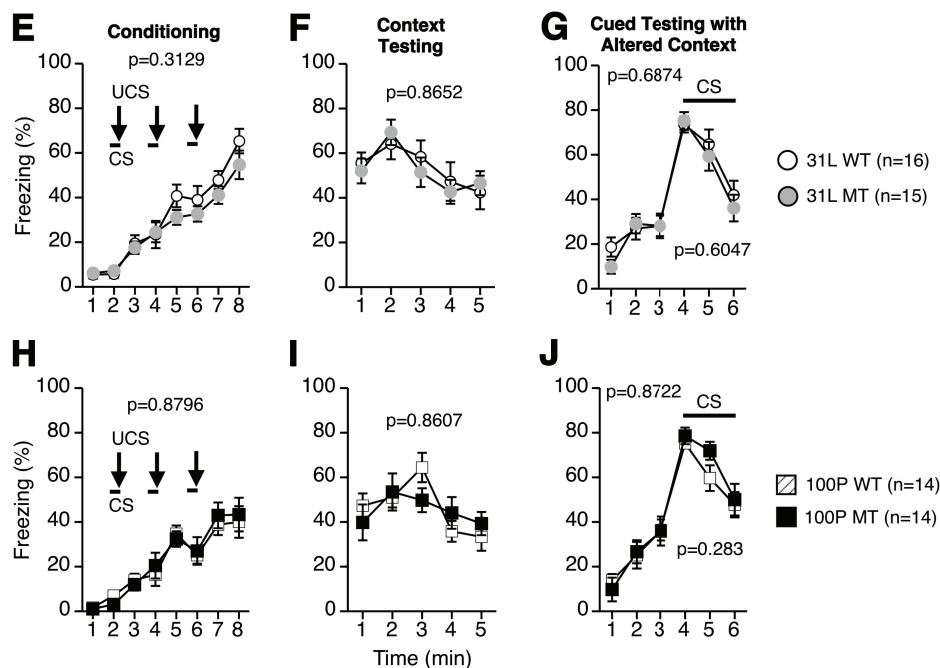 E
Conditioning
p=0.3129
UCS
CS
Freezing (%)
100
80
60
40
20
0
1 2 3 4 5 6 7 8
F
Context
Testing
p=0.8652
100
80
60
40
20
0
1 2 3 4 5
G
Cued Testing with
Altered Context
p=0.6874
CS
p=0.6047
100
80
60
40
20
0
1 2 3 4 5 6
31L WT (n=16)
31L MT (n=15)
H
p=0.8796
UCS
CS
Freezing (%)
100
80
60
40
20
0
1 2 3 4 5 6 7 8
I
p=0.8607
100
80
60
40
20
0
1 2 3 4 5
Time (min)
J
p=0.8722
CS
p=0.283
100
80
60
40
20
0
1 2 3 4 5 6
100P WT (n=14)
100P MT (n=14)